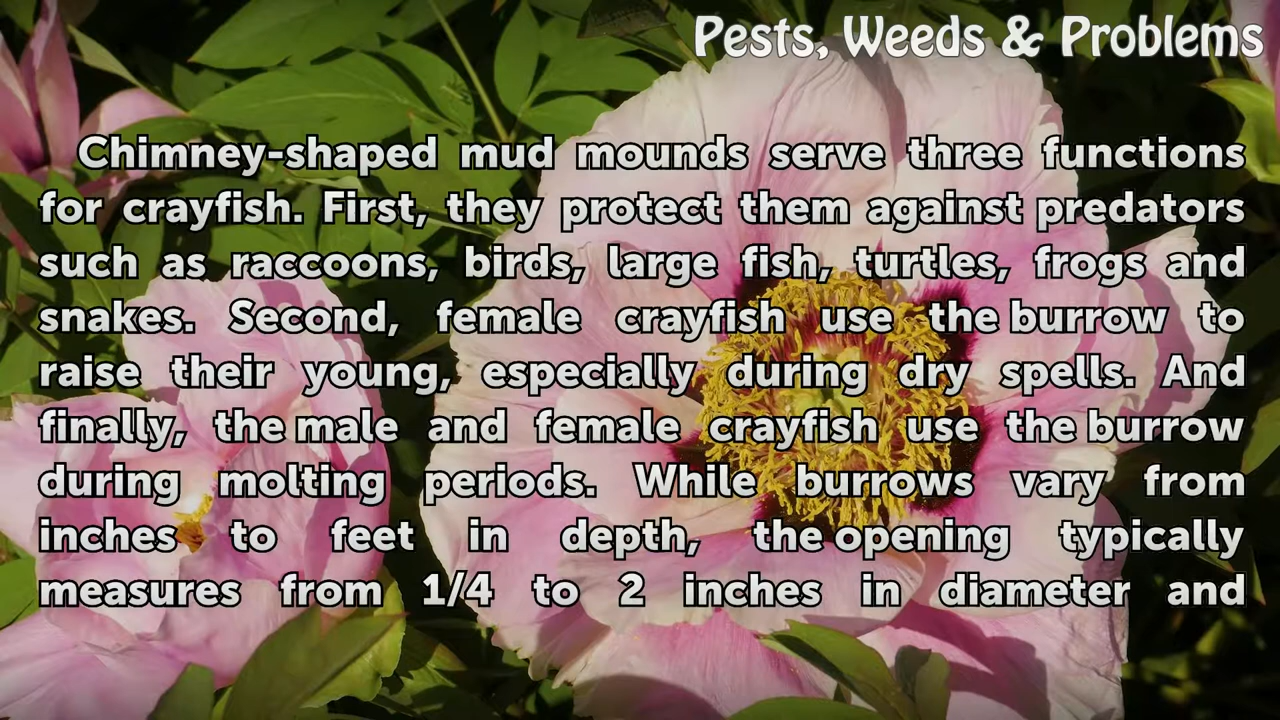 Pests, Weeds & Problems
Chimney-shaped mud mounds serve three functions
for crayfish. First, they protect them against predators
such as raccoons, birds, large fish, turtles, frogs and
snakes. Second, female crayfish use the burrow to
raise their young, especially during dry spells. And
finally, the male and female crayfish use the burrow
during molting periods. While burrows vary from
inches to feet in depth, the opening typically
measures from 1/4 to 2 inches in diameter and